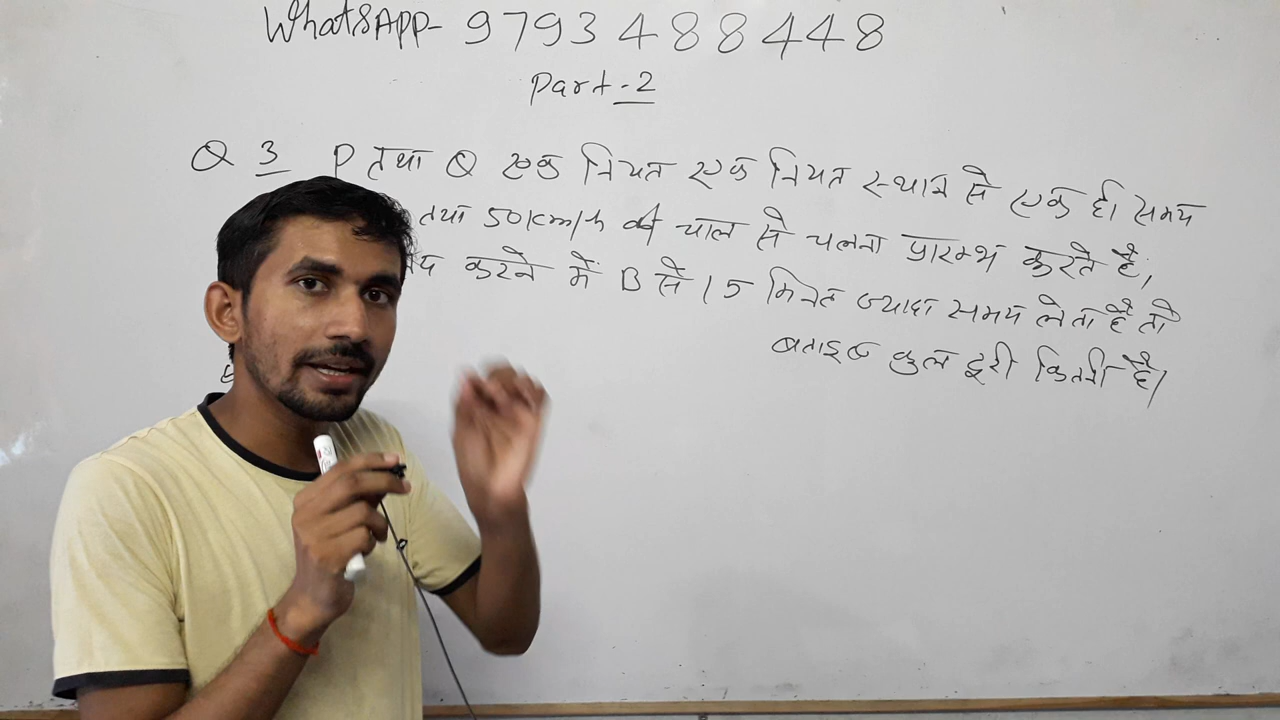 WhatsApp- 9793488448
Part-2
Q 3 P तथा Q एक नियत एक नियत स्थान से एक ही समय
तथा 50km/h की चाल से चलना प्रारम्भ करते है,
करने में B से 15 मिनट ज्यादा समय लेता है तो
बताइए कुल दूरी कितनी है।